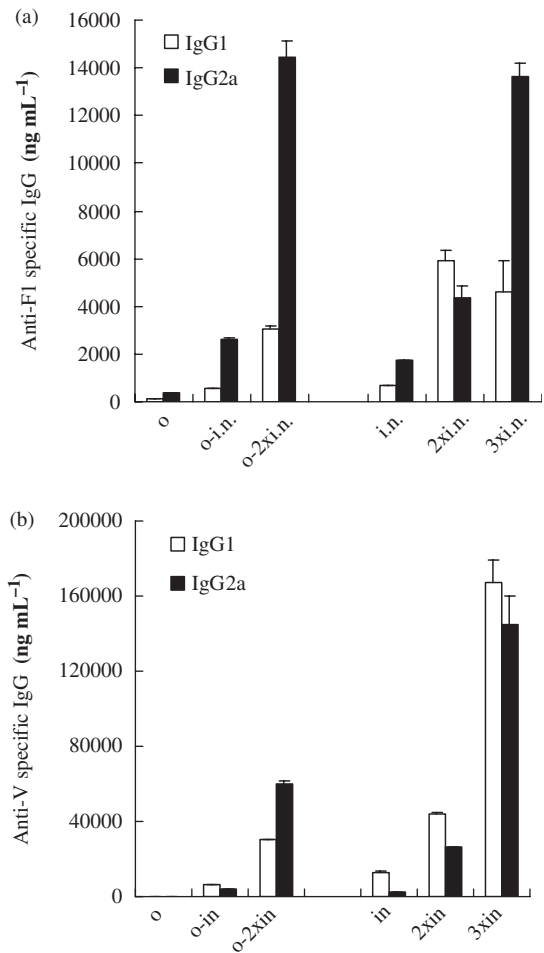 (a)
Anti-F1 specific IgG (ng mL⁻¹)
16000
14000
12000
10000
8000
6000
4000
2000
0
IgG1
IgG2a
o
o-i.n.
o-2xi.n.
i.n.
2xi.n.
3xi.n.
(b)
Anti-V specific IgG (ng mL⁻¹)
200000
160000
120000
80000
40000
0
IgG1
IgG2a
o
o-in
o-2xin
in
2xin
3xin